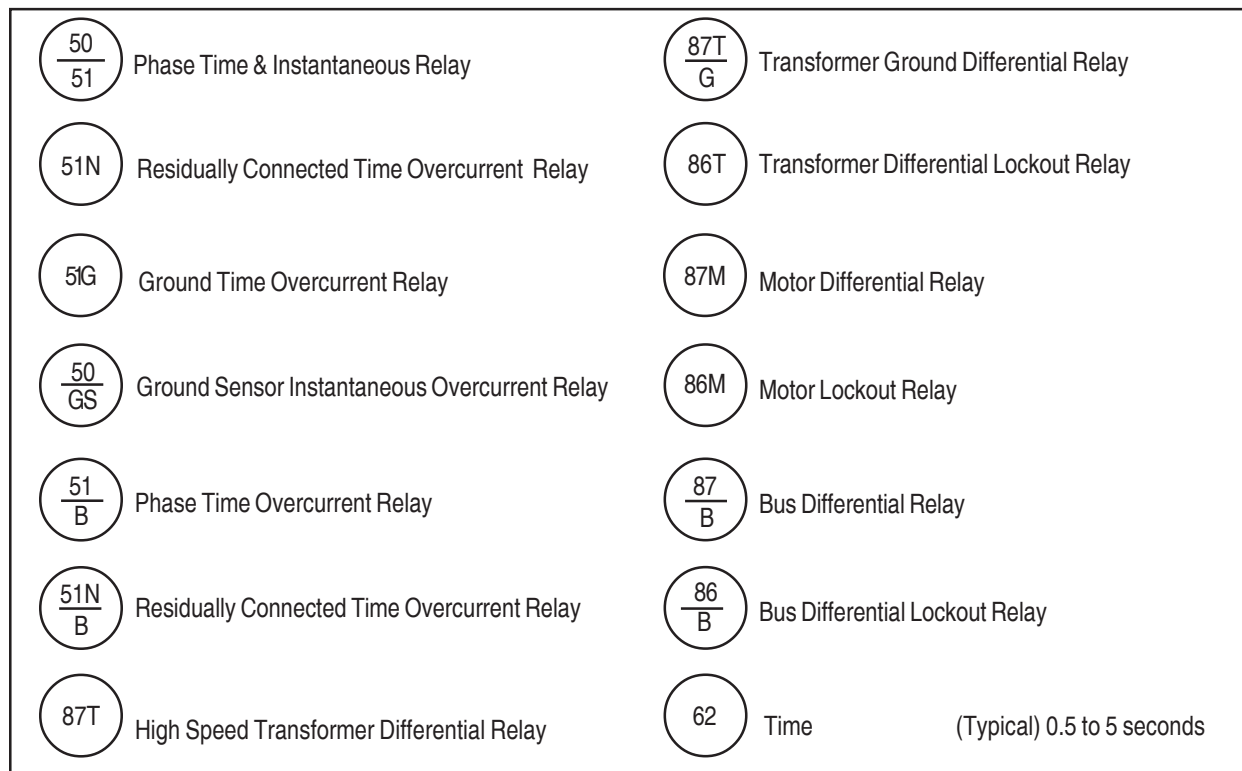 50
51
Phase Time & Instantaneous Relay
51N
Residually Connected Time Overcurrent Relay
51G
Ground Time Overcurrent Relay
50
GS
Ground Sensor Instantaneous Overcurrent Relay
51
B
Phase Time Overcurrent Relay
51N
B
Residually Connected Time Overcurrent Relay
87T
High Speed Transformer Differential Relay
87T
G
Transformer Ground Differential Relay
86T
Transformer Differential Lockout Relay
87M
Motor Differential Relay
86M
Motor Lockout Relay
87
B
Bus Differential Relay
86
B
Bus Differential Lockout Relay
62
Time (Typical) 0.5 to 5 seconds